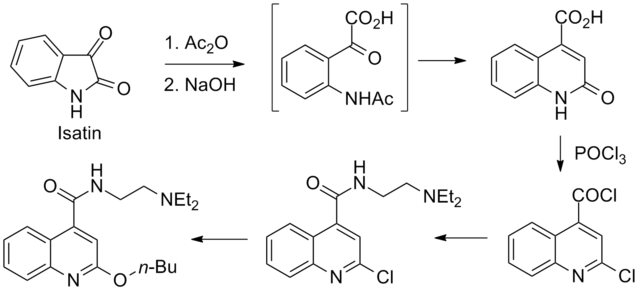 O
O
N
H
Isatin
1. Ac₂O
2. NaOH
CO₂H
O
NHAc
CO₂H
N
H
O
POCl₃
COCl
N
Cl
O
H
N
NEt₂
N
Cl
O
H
N
NEt₂
N
O
n-Bu